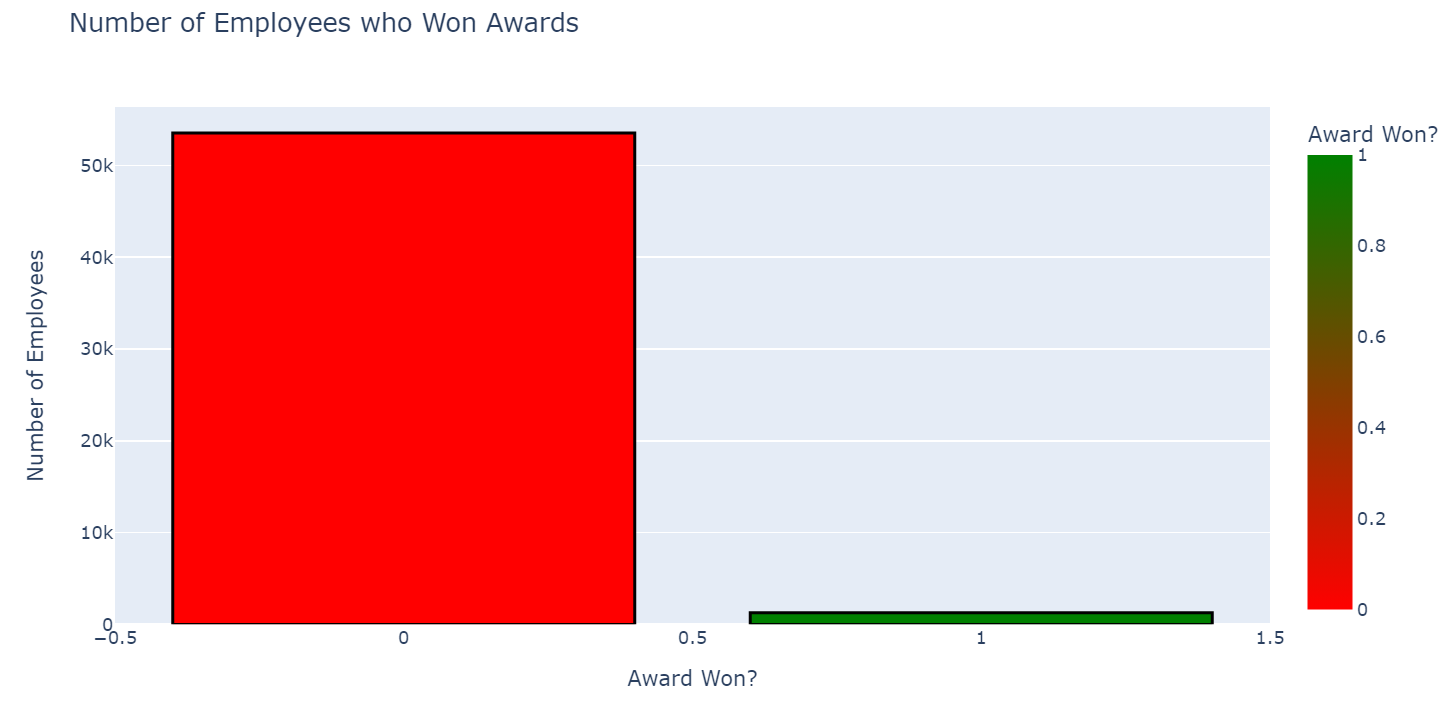 Number of Employees who Won Awards
Number of Employees
50k
40k
30k
20k
10k
0
−0.5
0
0.5
1
1.5
Award Won?
Award Won?
1
0.8
0.6
0.4
0.2
0